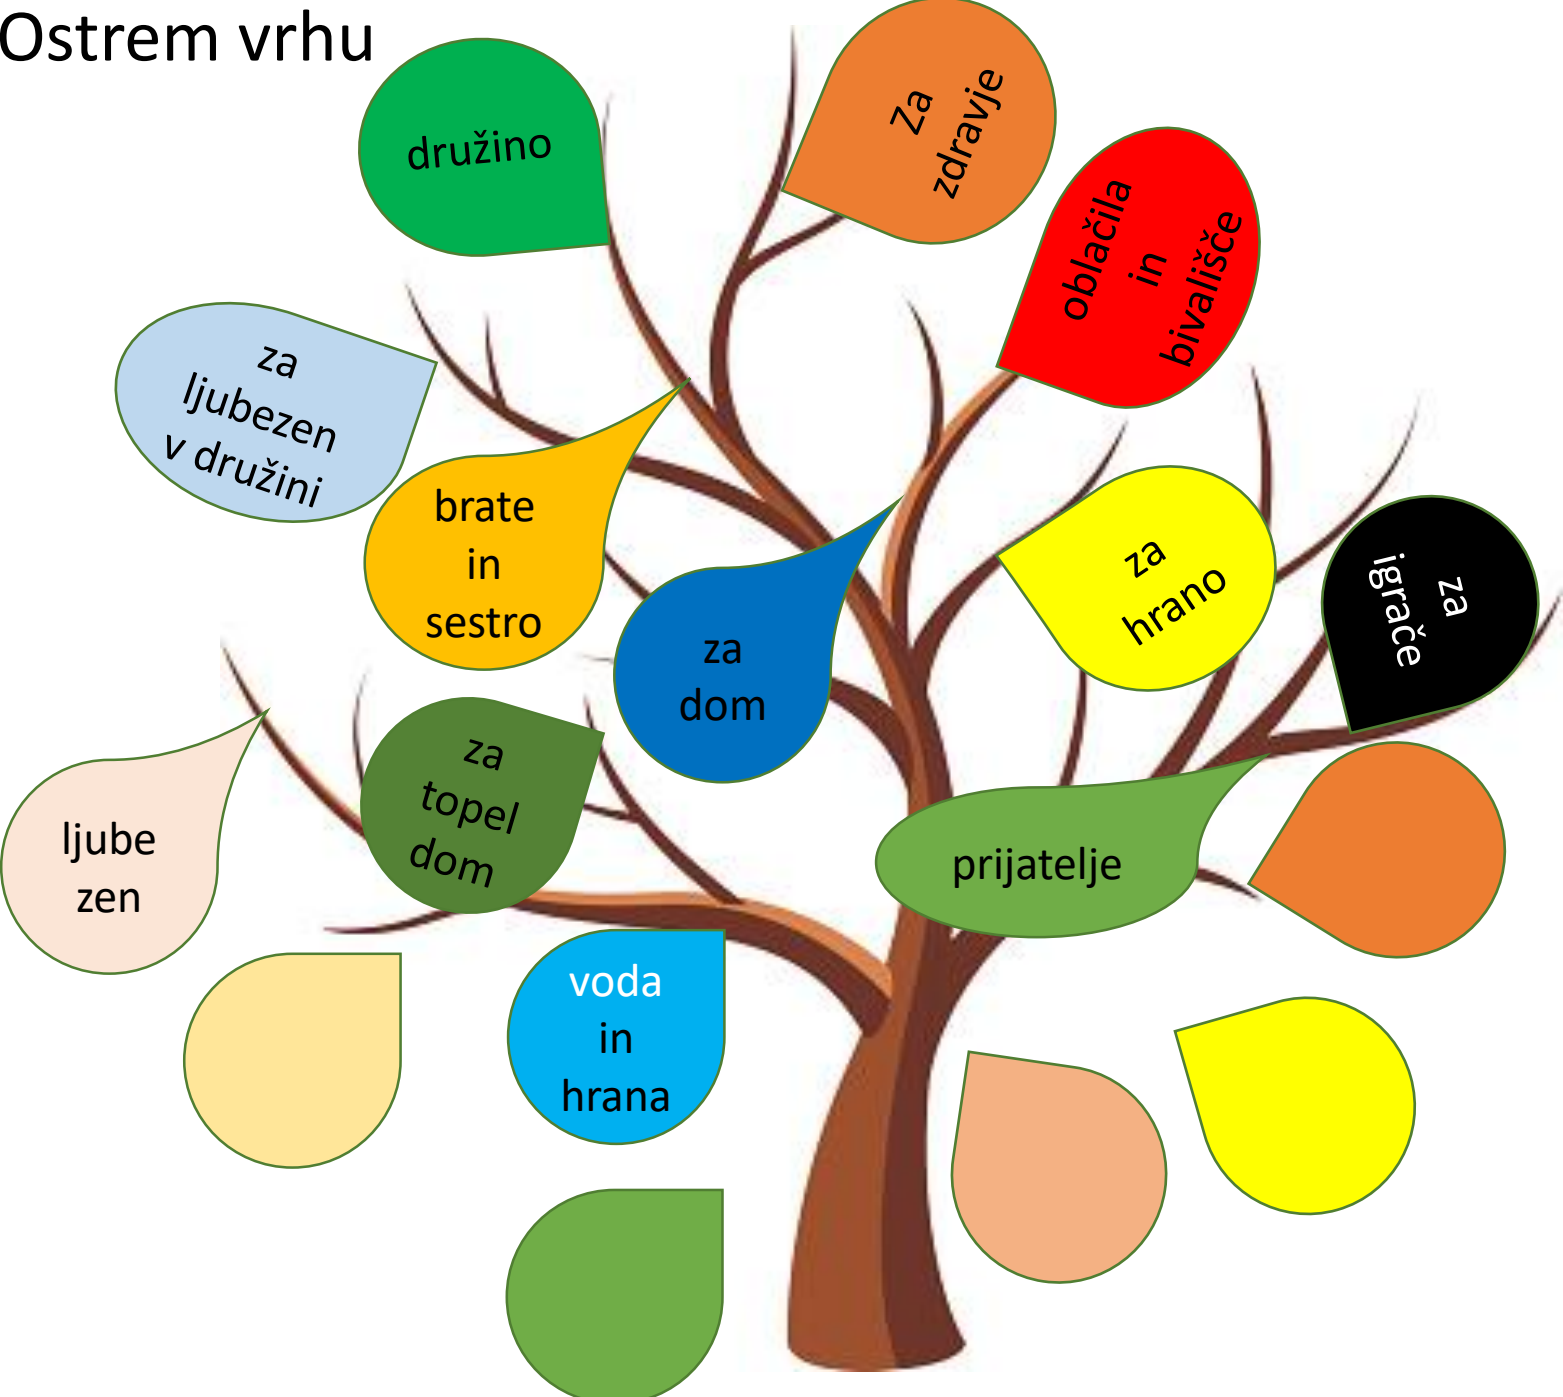 Ostrem vrhu
družino
Za
zdravje
oblačila
in
bivališče
za
ljubezen
v družini
brate
in
sestro
za
dom
za
hrano
za
igrače
ljube
zen
za
topel
dom
prijatelje
voda
in
hrana